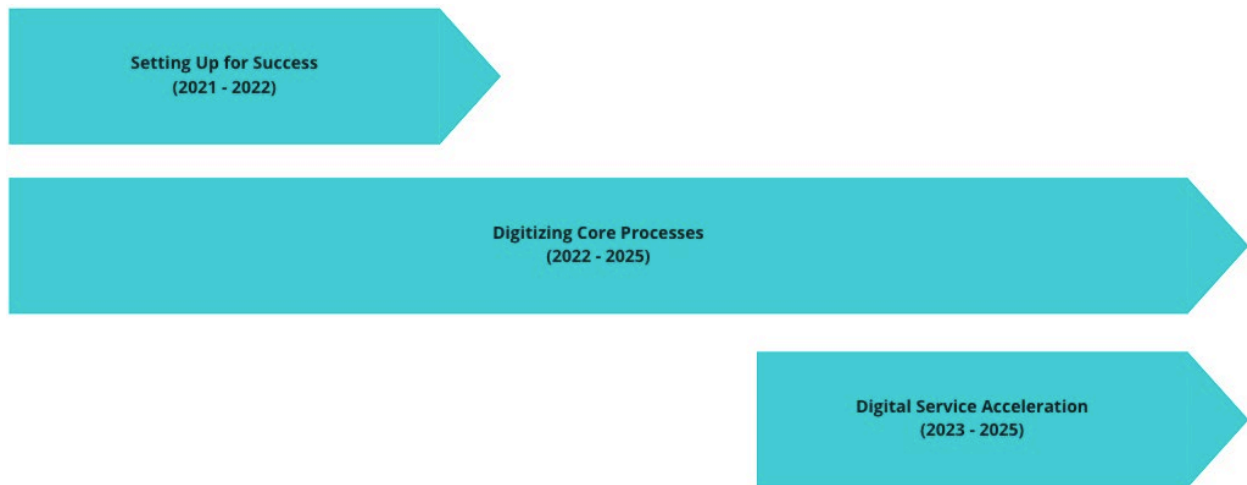 Setting Up for Success
(2021 - 2022)
Digitizing Core Processes
(2022 - 2025)
Digital Service Acceleration
(2023 - 2025)